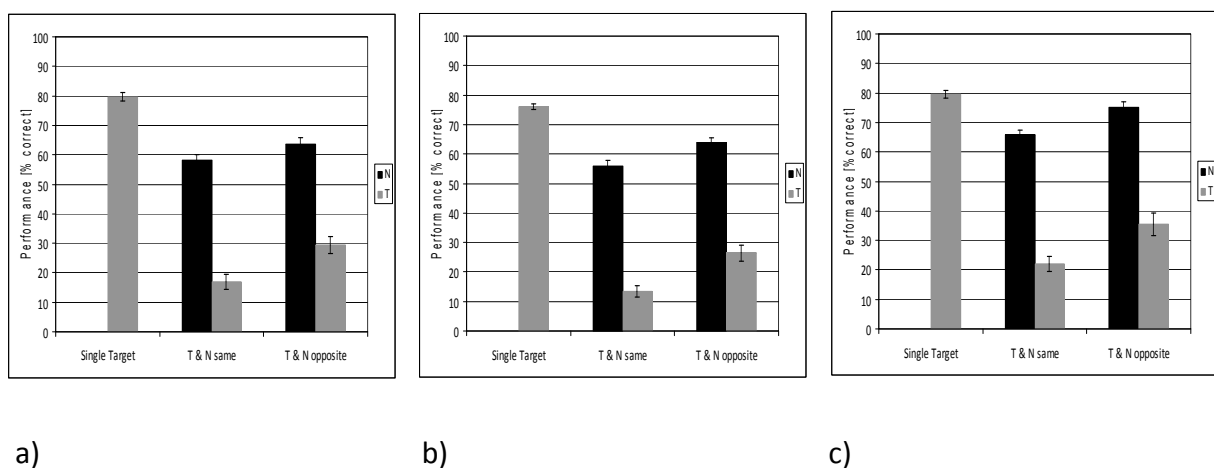 Performance [% correct]
100
90
80
70
60
50
40
30
20
10
0
Single Target
T & N same
T & N opposite
N
T
a)
Performance [% correct]
100
90
80
70
60
50
40
30
20
10
0
Single Target
T & N same
T & N opposite
N
T
b)
Performance [% correct]
100
90
80
70
60
50
40
30
20
10
0
Single Target
T & N same
T & N opposite
N
T
c)